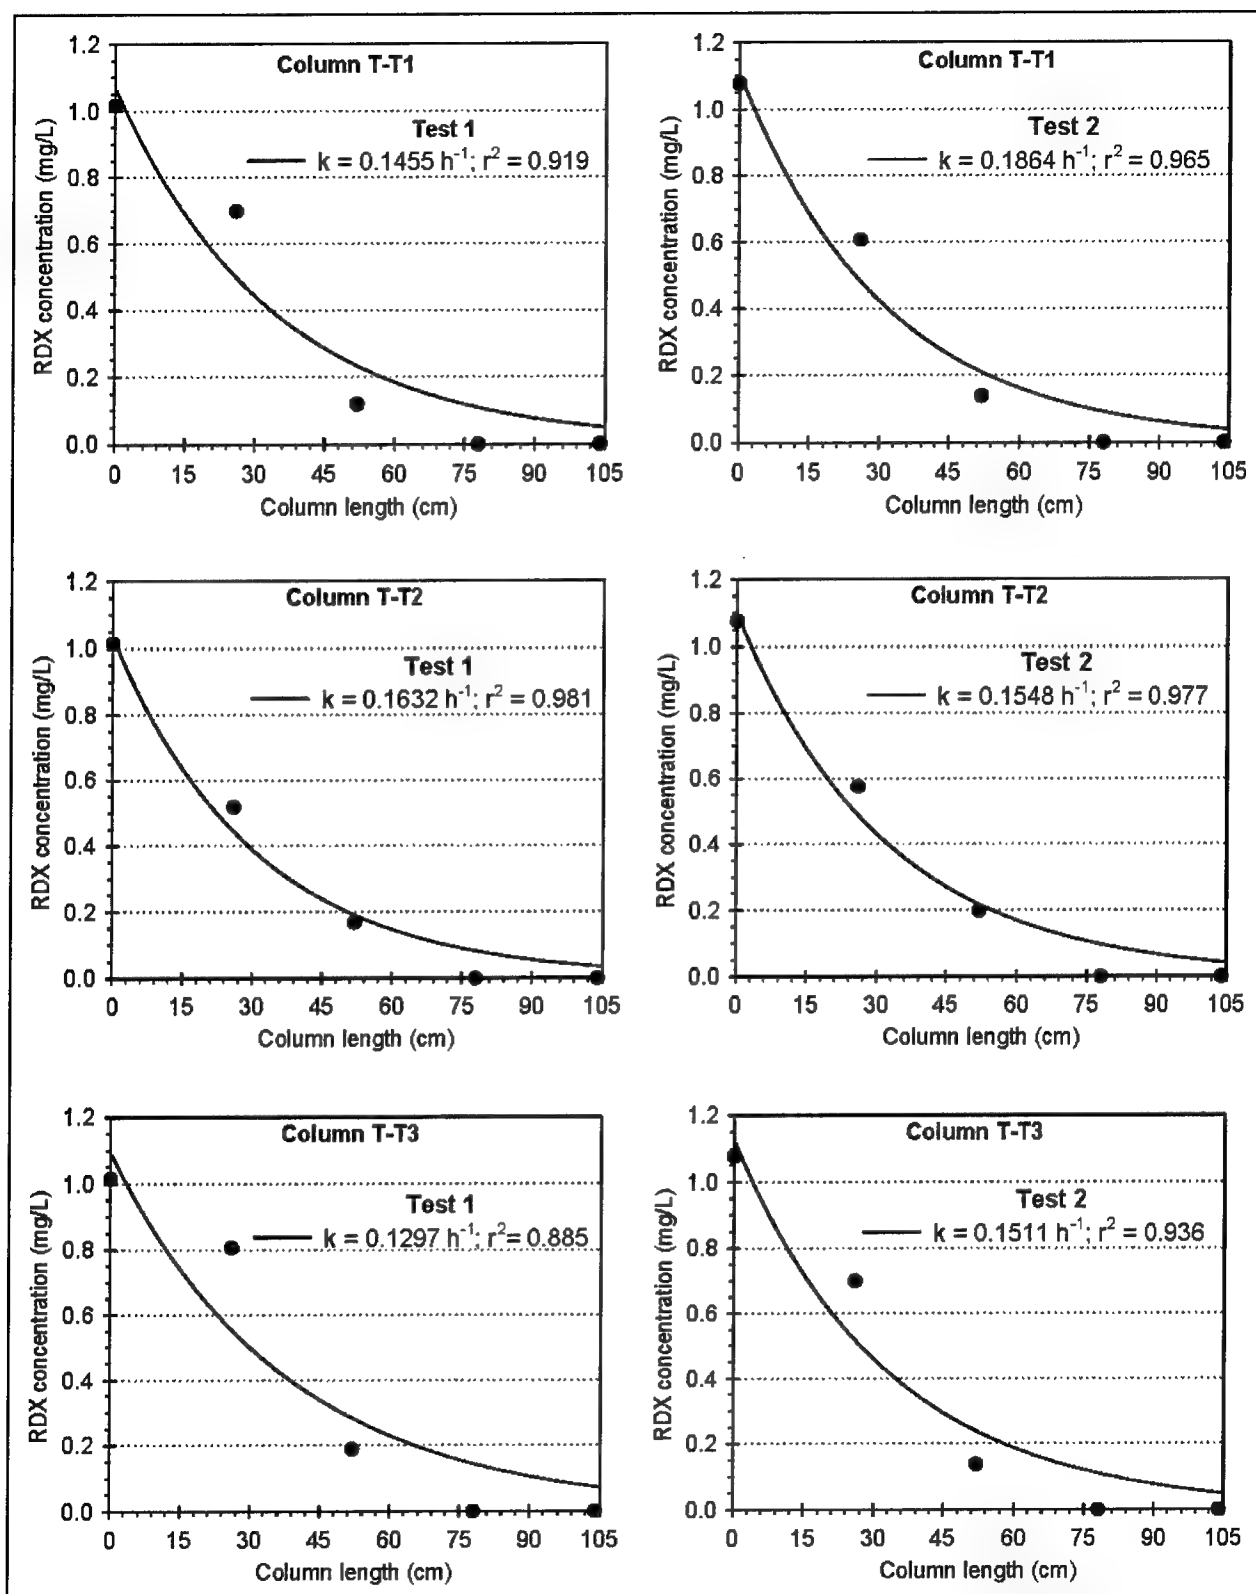 Column T-T1
Test 1
k = 0.1455 h⁻¹; r² = 0.919
RDX concentration (mg/L)
1.2
1.0
0.8
0.6
0.4
0.2
0.0
0 15 30 45 60 75 90 105
Column length (cm)
Column T-T1
Test 2
k = 0.1864 h⁻¹; r² = 0.965
RDX concentration (mg/L)
1.2
1.0
0.8
0.6
0.4
0.2
0.0
0 15 30 45 60 75 90 105
Column length (cm)
Column T-T2
Test 1
k = 0.1632 h⁻¹; r² = 0.981
RDX concentration (mg/L)
1.2
1.0
0.8
0.6
0.4
0.2
0.0
0 15 30 45 60 75 90 105
Column length (cm)
Column T-T2
Test 2
k = 0.1548 h⁻¹; r² = 0.977
RDX concentration (mg/L)
1.2
1.0
0.8
0.6
0.4
0.2
0.0
0 15 30 45 60 75 90 105
Column length (cm)
Column T-T3
Test 1
k = 0.1297 h⁻¹; r² = 0.885
RDX concentration (mg/L)
1.2
1.0
0.8
0.6
0.4
0.2
0.0
0 15 30 45 60 75 90 105
Column length (cm)
Column T-T3
Test 2
k = 0.1511 h⁻¹; r² = 0.936
RDX concentration (mg/L)
1.2
1.0
0.8
0.6
0.4
0.2
0.0
0 15 30 45 60 75 90 105
Column length (cm)